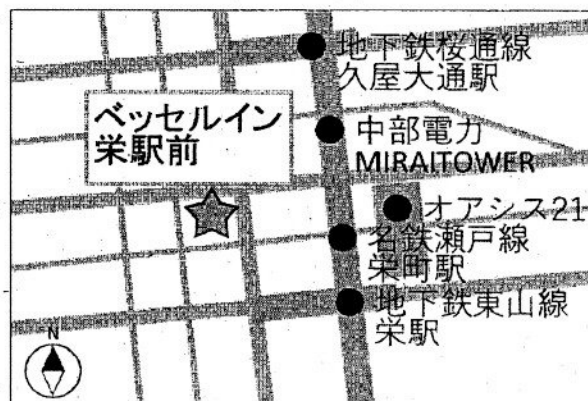 地下鉄桜通線
久屋大通駅
ベッセルイン
栄駅前
中部電力
MIRAITOWER
オアシス21
名鉄瀬戸線
栄町駅
地下鉄東山線
栄駅
N